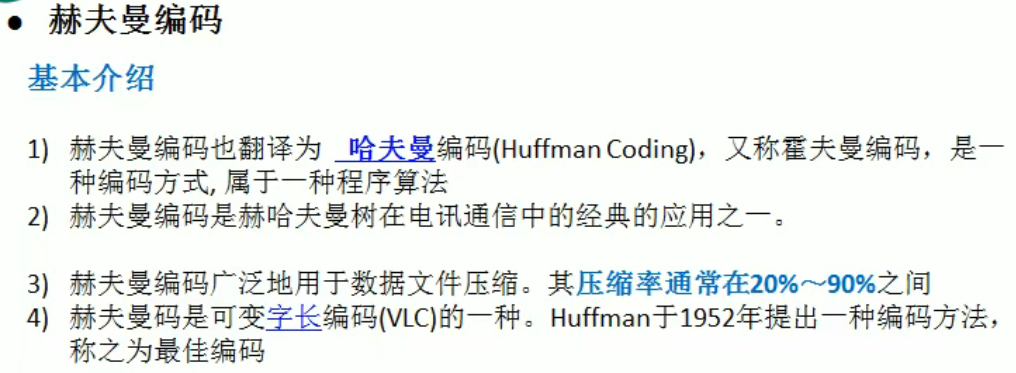 ● 赫夫曼编码
基本介绍
1) 赫夫曼编码也翻译为 哈夫曼编码(Huffman Coding)，又称霍夫曼编码，是一
种编码方式, 属于一种程序算法
2) 赫夫曼编码是赫哈夫曼树在电讯通信中的经典的应用之一。
3) 赫夫曼编码广泛地用于数据文件压缩。其压缩率通常在20%～90%之间
4) 赫夫曼码是可变字长编码(VLC)的一种。Huffman于1952年提出一种编码方法，
称之为最佳编码